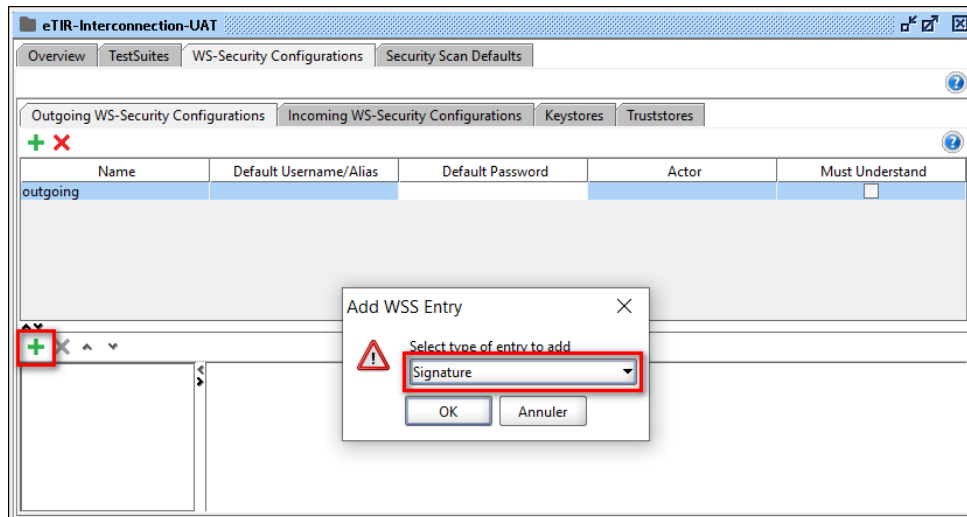 eTIR-Interconnection-UAT
Overview TestSuites WS-Security Configurations Security Scan Defaults
Outgoing WS-Security Configurations Incoming WS-Security Configurations Keystores Truststores
Name Default Username/Alias Default Password Actor Must Understand
outgoing
Add WSS Entry
Select type of entry to add
Signature
OK Annuler